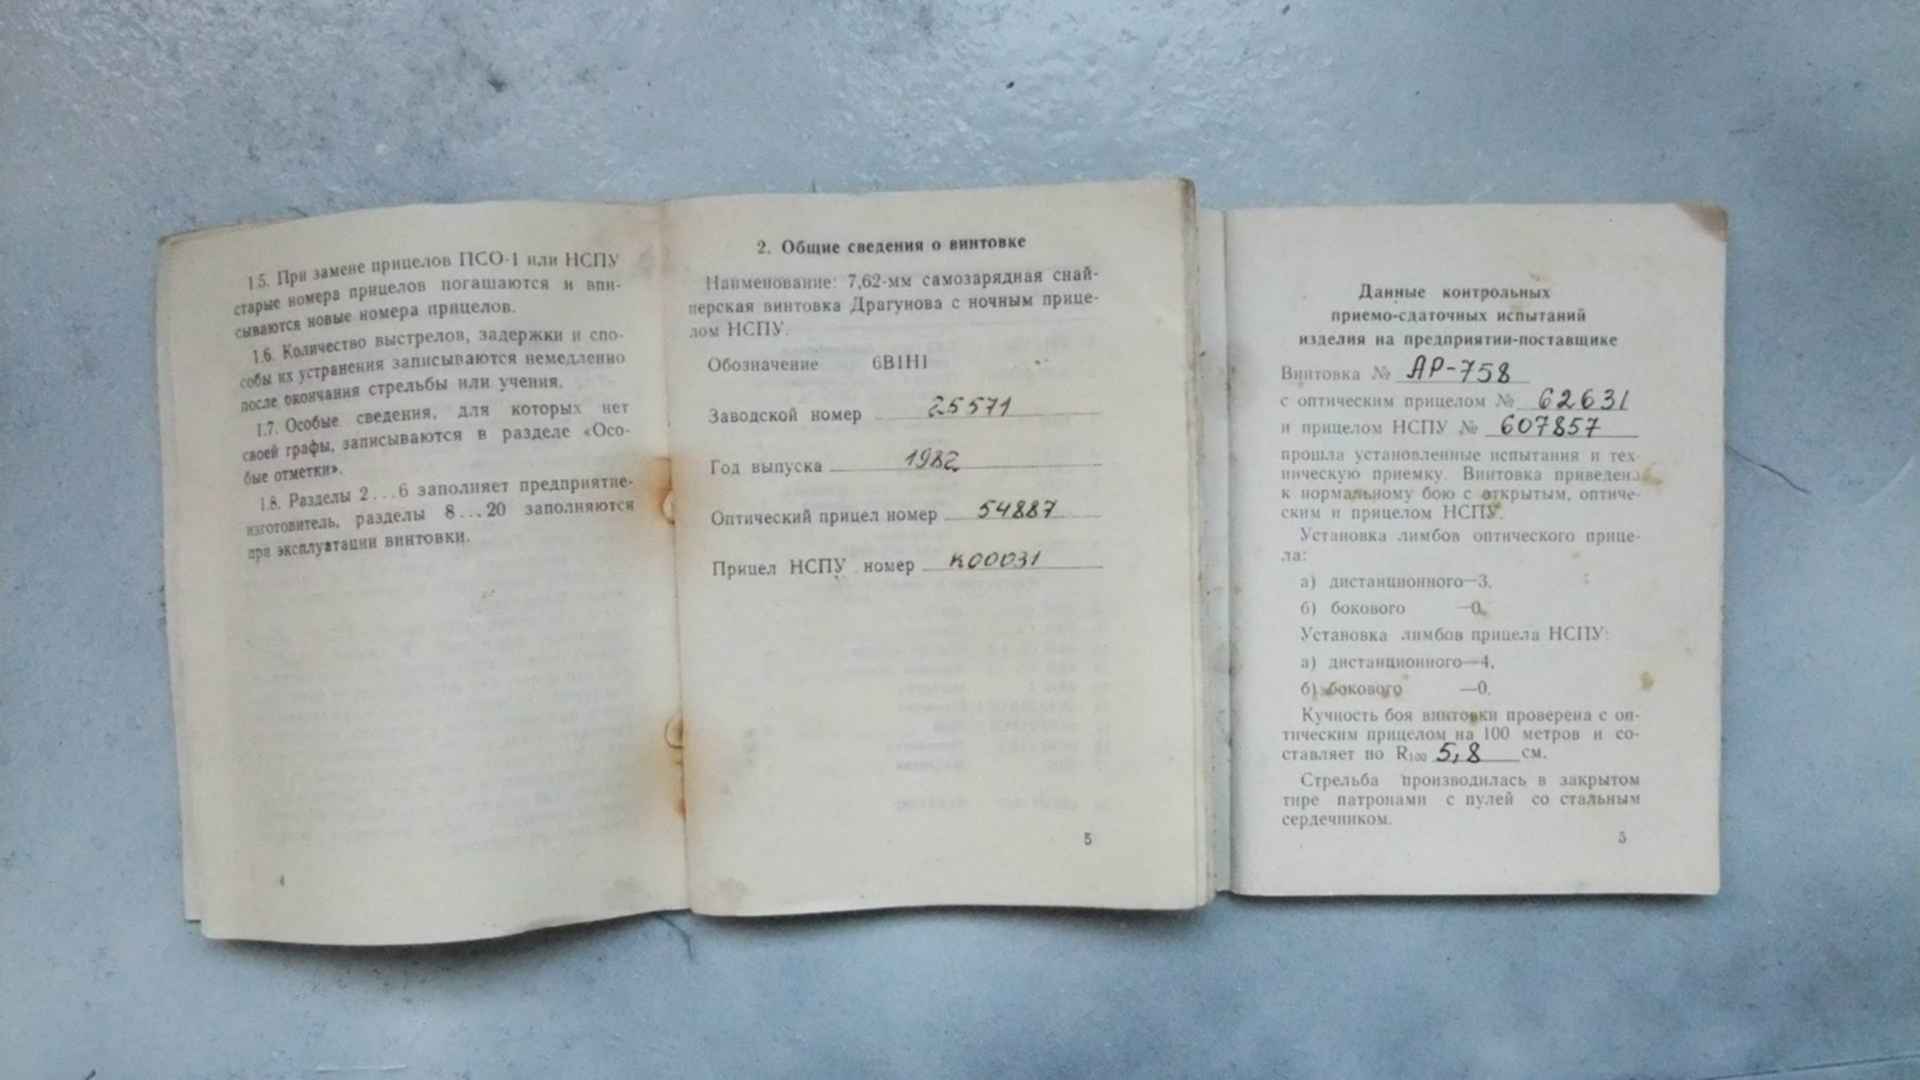 1.5. При замене прицелов ПСО-1 или НСПУ
старые номера прицелов погашаются и впи-
сываются новые номера прицелов.
1.6. Количество выстрелов, задержки и спо-
собы их устранения записываются немедленно
после окончания стрельбы или учения.
1.7. Особые сведения, для которых нет
своей графы, записываются в разделе «Осо-
бые отметки».
1.8. Разделы 2...6 заполняет предприятие-
изготовитель, разделы 8...20 заполняются
при эксплуатации винтовки.
4
2. Общие сведения о винтовке
Наименование: 7,62-мм самозарядная снай-
перская винтовка Драгунова с ночным прице-
лом НСПУ.
Обозначение 6В1Н1
Заводской номер 25571
Год выпуска 1982
Оптический прицел номер 54887
Прицел НСПУ номер К00031
5
Данные контрольных
приемо-сдаточных испытаний
изделия на предприятии-поставщике
Винтовка № АР-758
с оптическим прицелом № 62631
и прицелом НСПУ № 607857
прошла установленные испытания и тех-
ническую приемку. Винтовка приведена
к нормальному бою с открытым, оптиче-
ским и прицелом НСПУ.
Установка лимбов оптического прице-
ла:
а) дистанционного—3.
б) бокового —0.
Установка лимбов прицела НСПУ:
а) дистанционного—4.
б) бокового —0.
Кучность боя винтовки проверена с оп-
тическим прицелом на 100 метров и со-
ставляет по R100 5,8 см.
Стрельба производилась в закрытом
тире патронами с пулей со стальным
сердечником.
5